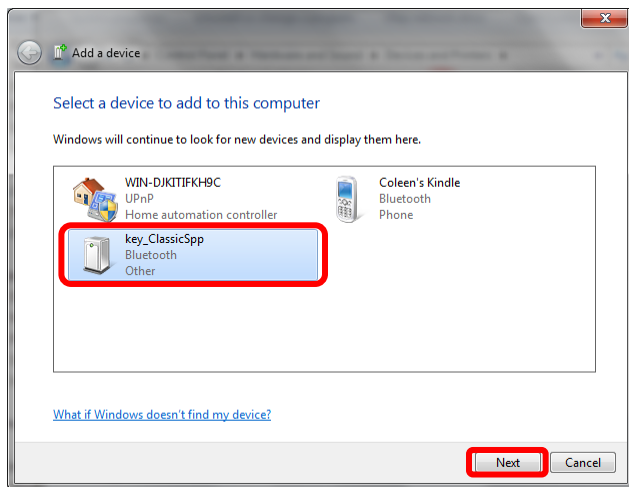 Add a device
Select a device to add to this computer
Windows will continue to look for new devices and display them here.
WIN-DJKITIFKH9C
UPnP
Home automation controller
Coleen's Kindle
Bluetooth
Phone
key_ClassicSpp
Bluetooth
Other
What if Windows doesn't find my device?
Next
Cancel